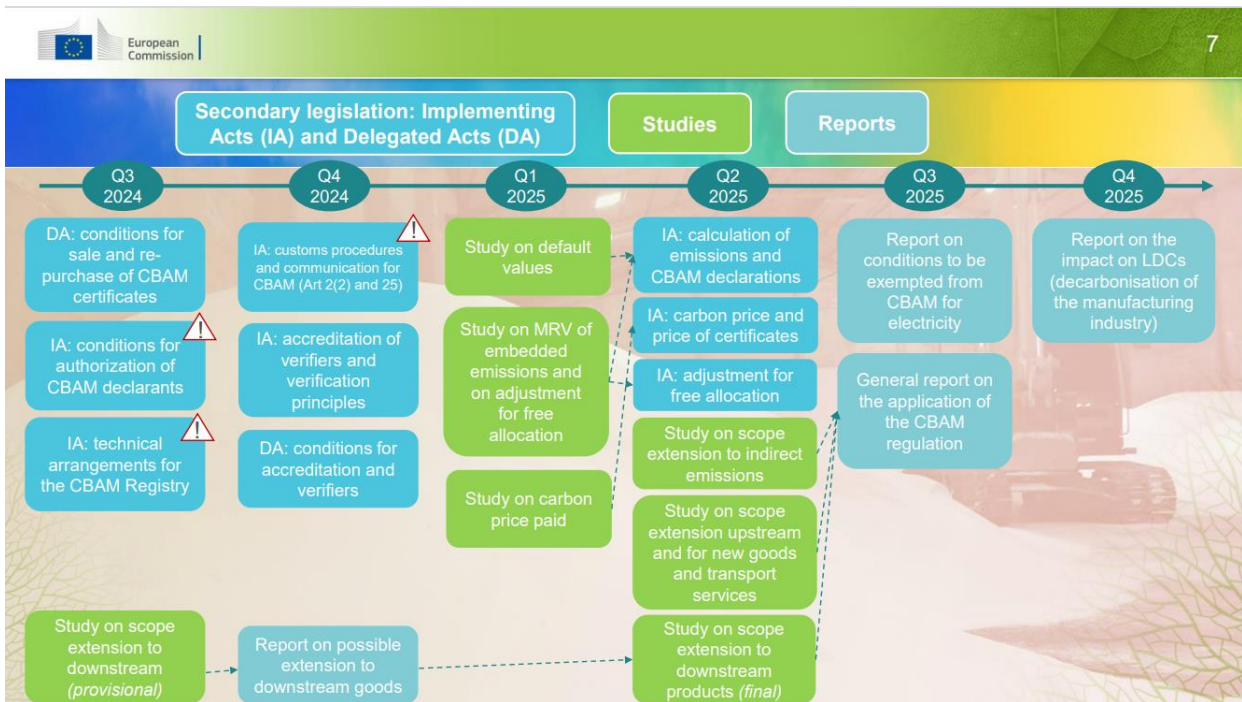 European
Commission
7
Secondary legislation: Implementing
Acts (IA) and Delegated Acts (DA)
Studies
Reports
Q3
2024
Q4
2024
Q1
2025
Q2
2025
Q3
2025
Q4
2025
DA: conditions for
sale and re-
purchase of CBAM
certificates
!
IA: conditions for
authorization of
CBAM declarants
!
IA: technical
arrangements for
the CBAM Registry
Study on scope
extension to
downstream
(provisional)
!
IA: customs procedures
and communication for
CBAM (Art 2(2) and 25)
IA: accreditation of
verifiers and
verification
principles
DA: conditions for
accreditation and
verifiers
Report on possible
extension to
downstream goods
Study on default
values
Study on MRV of
embedded
emissions and
on adjustment
for free
allocation
Study on carbon
price paid
IA: calculation of
emissions and
CBAM declarations
IA: carbon price and
price of certificates
IA: adjustment for
free allocation
Study on scope
extension to indirect
emissions
Study on scope
extension upstream
and for new goods
and transport
services
Study on scope
extension to
downstream
products (final)
Report on
conditions to be
exempted from
CBAM for
electricity
General report on
the application of
the CBAM
regulation
Report on the
impact on LDCs
(decarbonisation of
the manufacturing
industry)